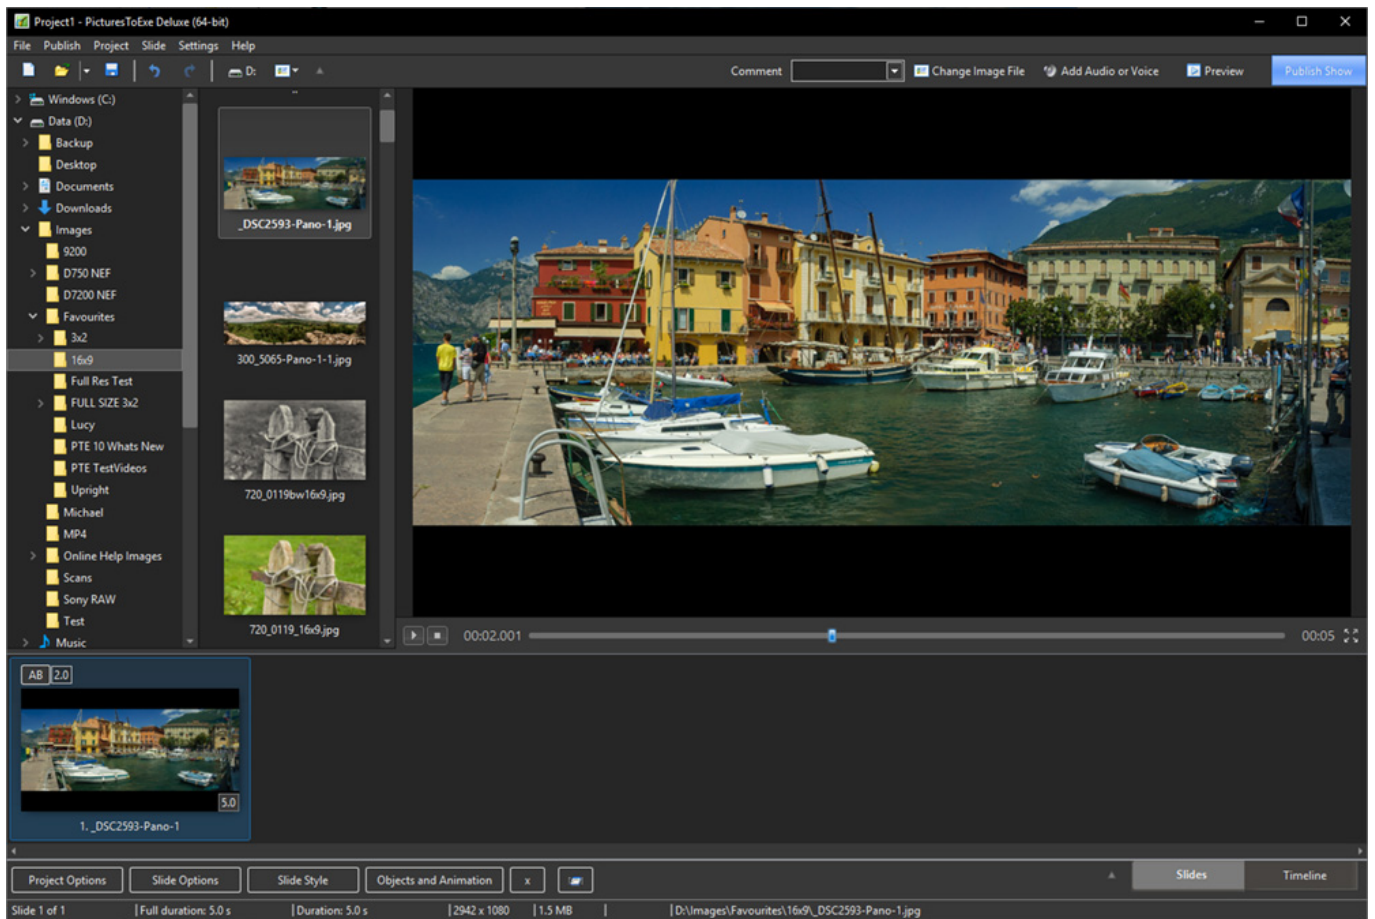 Project1 - PicturesToExe Deluxe (64-bit)
File Publish Project Slide Settings Help
D: Comment Change Image File Add Audio or Voice Preview Publish Show
Windows (C:)
Data (D:)
Backup
Desktop
Documents
Downloads
Images
9200
D750 NEF
D7200 NEF
Favourites
3x2
16x9
Full Res Test
FULL SIZE 3x2
Lucy
PTE 10 Whats New
PTE TestVideos
Upright
Michael
MP4
Online Help Images
Scans
Sony RAW
Test
Music
..
_DSC2593-Pano-1.jpg
300_5065-Pano-1-1.jpg
720_0119bw16x9.jpg
720_0119_16x9.jpg
00:02.001 00:05
AB 2.0
5.0
1. _DSC2593-Pano-1
Project Options Slide Options Slide Style Objects and Animation x Slides Timeline
Slide 1 of 1 Full duration: 5.0 s Duration: 5.0 s 2942 x 1080 1.5 MB D:\Images\Favourites\16x9\_DSC2593-Pano-1.jpg